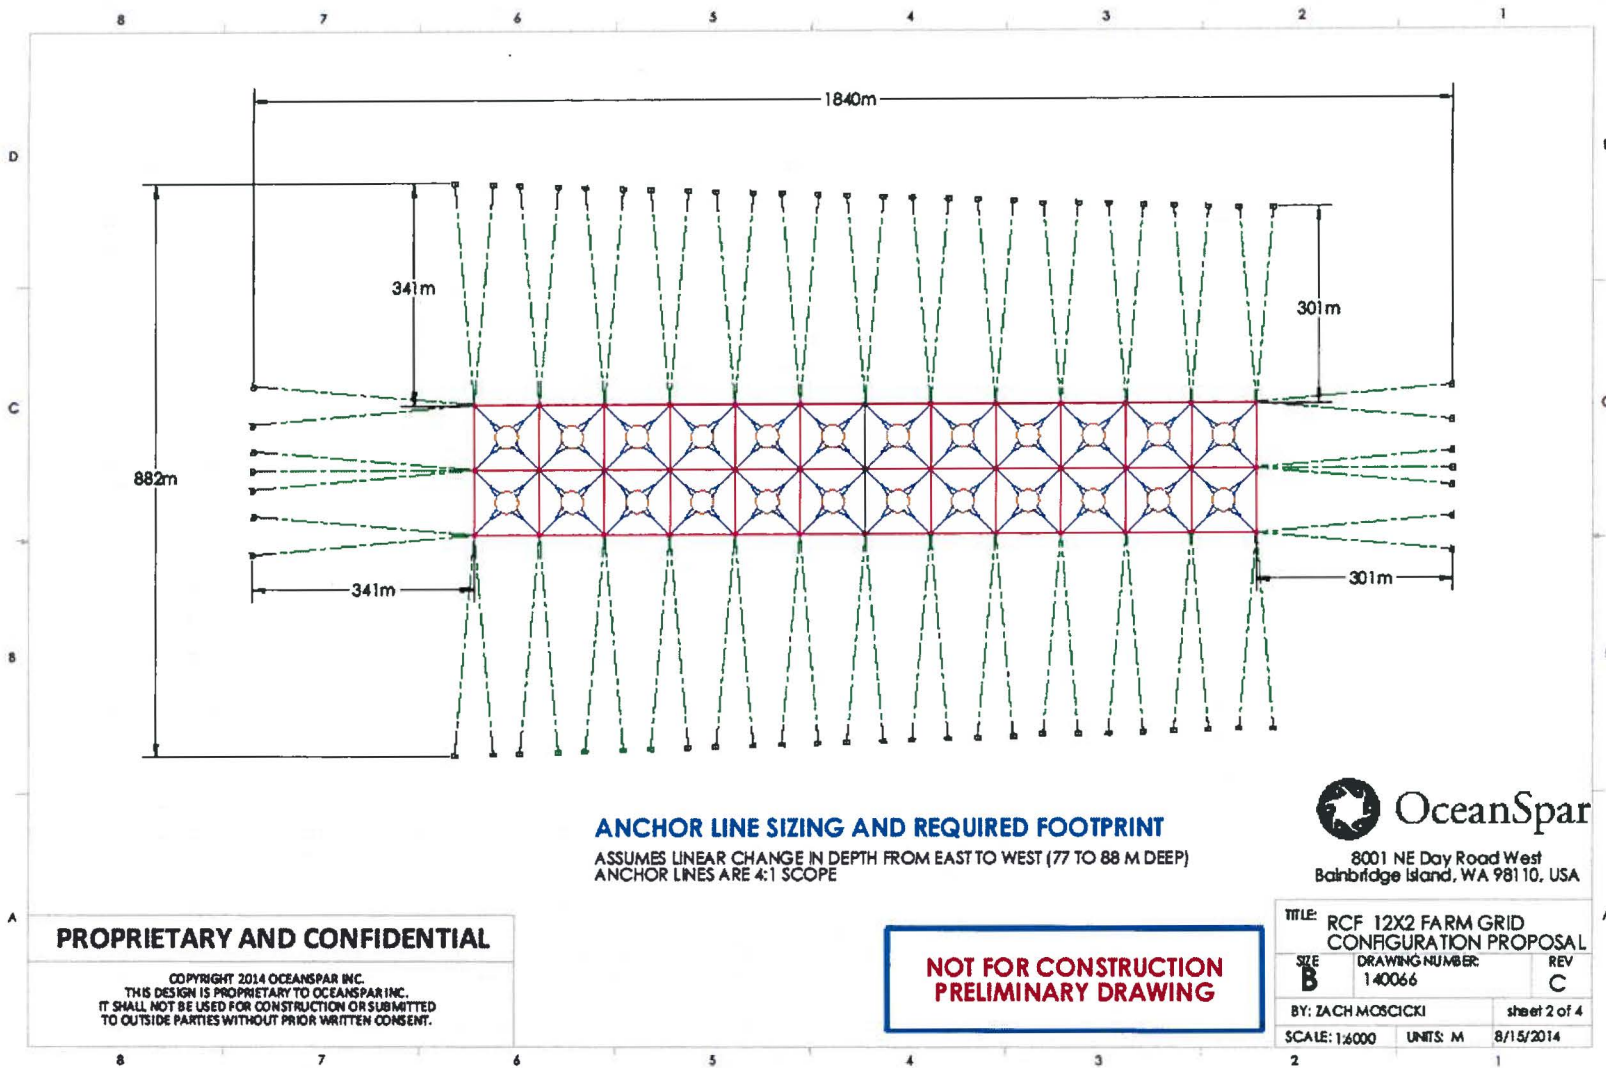 8 7 6 5 4 3 2 1
1840m
D
341m
301m
C
882m
341m
301m
B
ANCHOR LINE SIZING AND REQUIRED FOOTPRINT
ASSUMES LINEAR CHANGE IN DEPTH FROM EAST TO WEST (77 TO 88 M DEEP)
ANCHOR LINES ARE 4:1 SCOPE
OceanSpar
8001 NE Day Road West
Bainbridge Island, WA 98110, USA
A
PROPRIETARY AND CONFIDENTIAL
COPYRIGHT 2014 OCEANSPAR INC.
THIS DESIGN IS PROPRIETARY TO OCEANSPAR INC.
IT SHALL NOT BE USED FOR CONSTRUCTION OR SUBMITTED
TO OUTSIDE PARTIES WITHOUT PRIOR WRITTEN CONSENT.
NOT FOR CONSTRUCTION
PRELIMINARY DRAWING
TITLE: RCF 12X2 FARM GRID
CONFIGURATION PROPOSAL
SIZE DRAWING NUMBER: REV
B 140066 C
BY: ZACH MOSCICKI sheet 2 of 4
SCALE: 1:6000 UNITS: M 8/15/2014
8 7 6 5 4 3 2 1